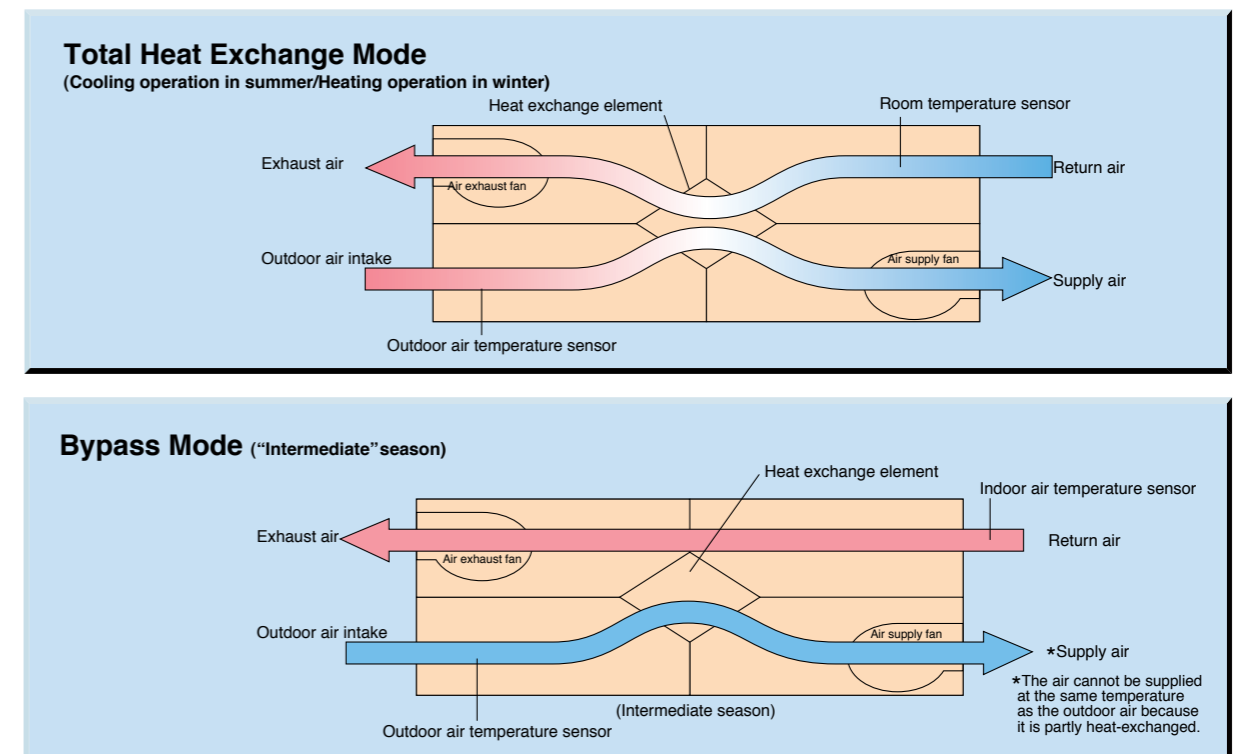 Total Heat Exchange Mode
(Cooling operation in summer/Heating operation in winter)
Heat exchange element
Room temperature sensor
Exhaust air
Return air
Air exhaust fan
Outdoor air intake
Air supply fan
Supply air
Outdoor air temperature sensor
Bypass Mode (“Intermediate”season)
Heat exchange element
Indoor air temperature sensor
Exhaust air
Return air
Air exhaust fan
Outdoor air intake
Air supply fan
*Supply air
*The air cannot be supplied
at the same temperature
as the outdoor air because
it is partly heat-exchanged.
(Intermediate season)
Outdoor air temperature sensor